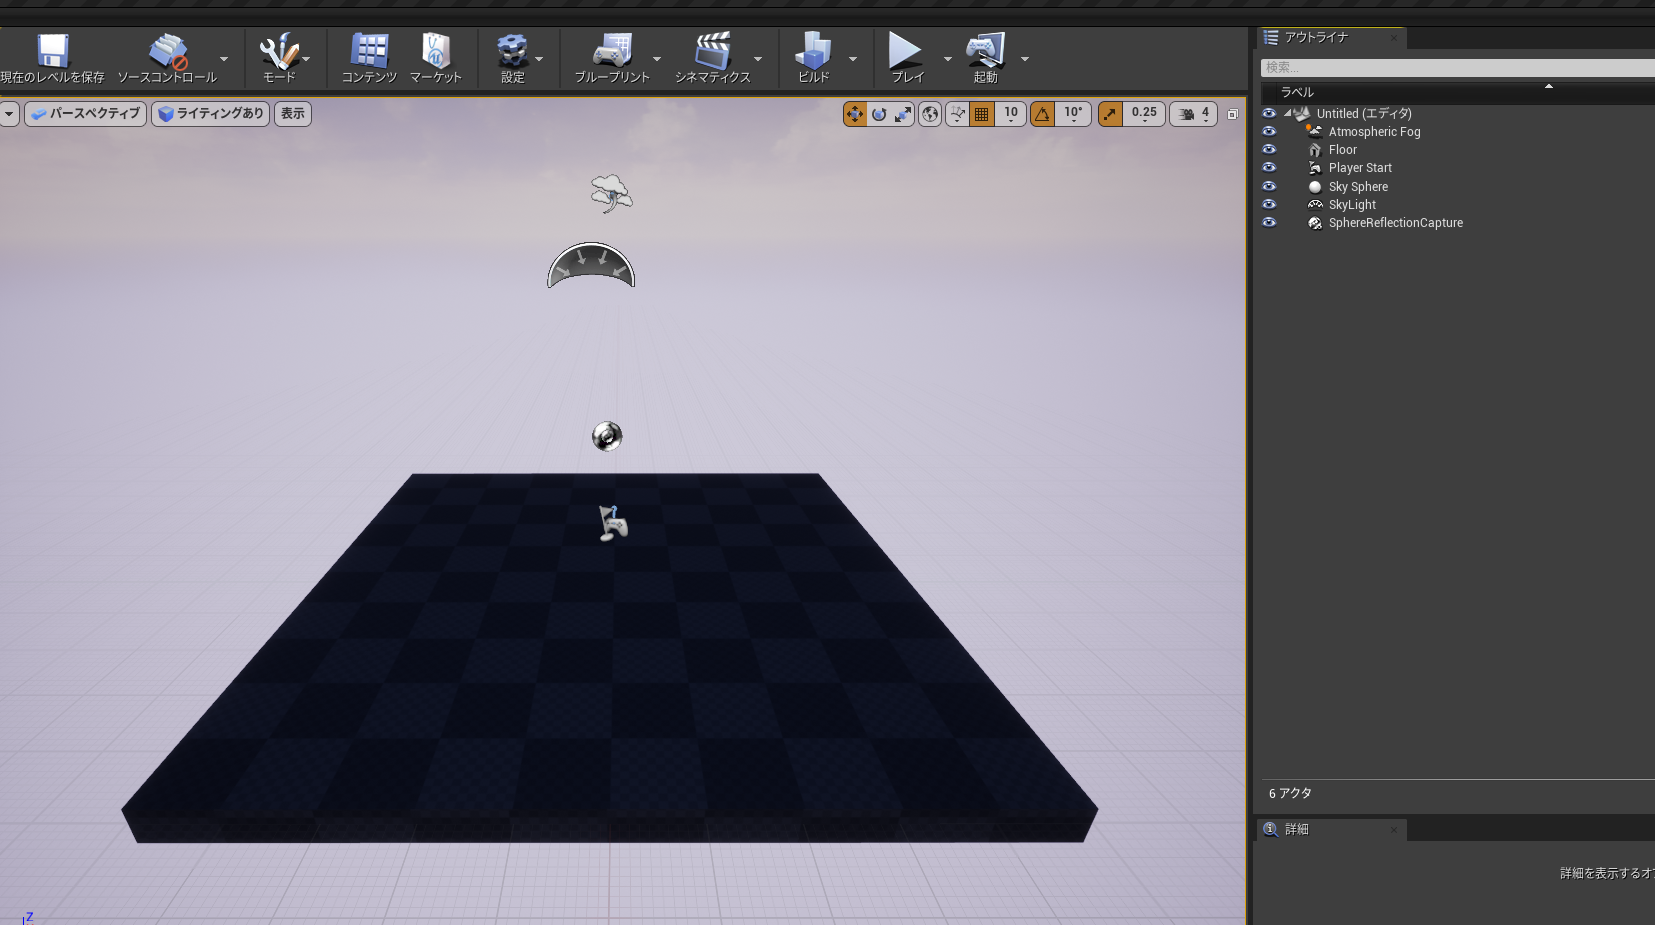 現在のレベルを保存 ソースコントロール モード コンテンツ マーケット 設定 ブループリント シネマティクス ビルド プレイ 起動
パースペクティブ ライティングあり 表示 10 10° 0.25 4
アウトライナ
検索...
ラベル
Untitled (エディタ)
Atmospheric Fog
Floor
Player Start
Sky Sphere
SkyLight
SphereReflectionCapture
6 アクタ
詳細
詳細を表示するオブ
Z